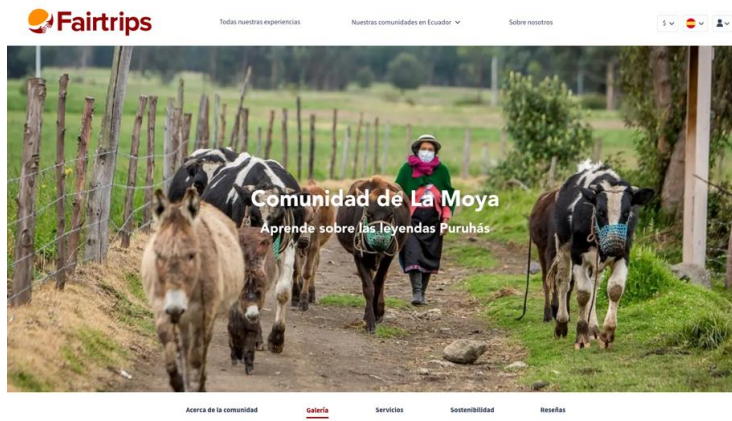 Fairtrips
Todas nuestras experiencias
Nuestras comunidades en Ecuador
Sobre nosotros
$
Comunidad de La Moya
Aprende sobre las leyendas Puruhás
Acerca de la comunidad
Galería
Servicios
Sostenibilidad
Reseñas